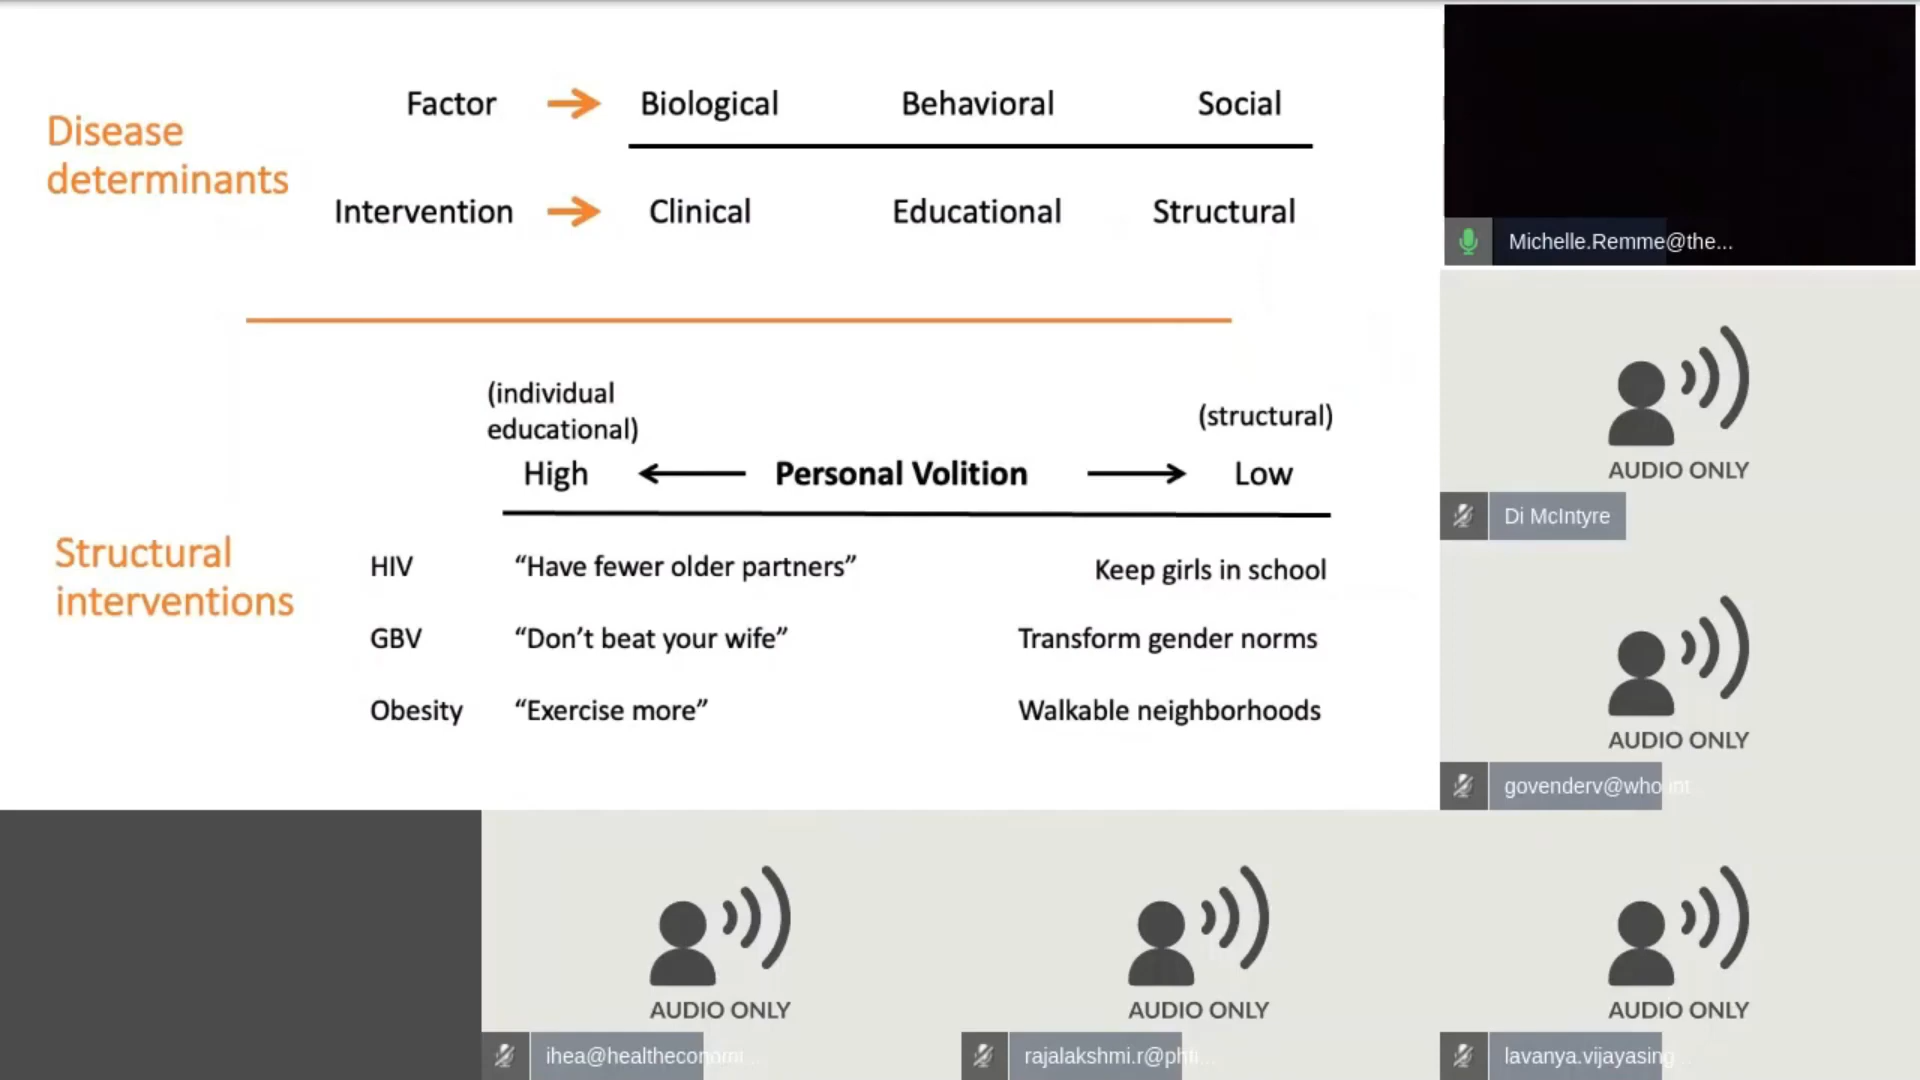 Disease
determinants
Factor Biological Behavioral Social
Intervention Clinical Educational Structural
(individual
educational)
(structural)
High Personal Volition Low
Structural
interventions
HIV “Have fewer older partners” Keep girls in school
GBV “Don’t beat your wife” Transform gender norms
Obesity “Exercise more” Walkable neighborhoods
Michelle.Remme@the...
AUDIO ONLY
Di McIntyre
AUDIO ONLY
govenderv@who.int
AUDIO ONLY
ihea@healtheconomi...
AUDIO ONLY
rajalakshmi.r@phfi...
AUDIO ONLY
lavanya.vijayasing...